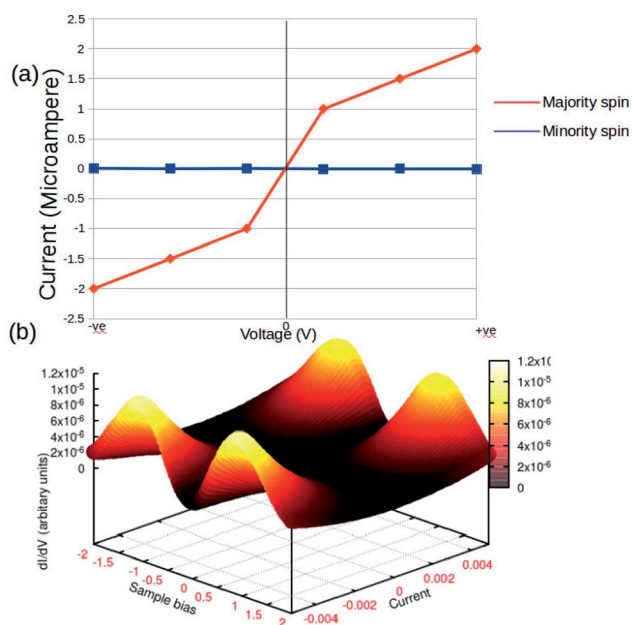 (a)
Current (Microampere)
2.5
2
1.5
1
0.5
0
-0.5
-1
-1.5
-2
-2.5
-ve
0
+ve
Voltage (V)
Majority spin
Minority spin
(b)
dI/dV (arbitary units)
1.2x10-5
1x10-5
8x10-6
6x10-6
4x10-6
2x10-6
0
-2
-1.5
-1
-0.5
0
0.5
1
1.5
2
Sample bias
-0.004
-0.002
0
0.002
0.004
Current
1.2x10
1x10-5
8x10-6
6x10-6
4x10-6
2x10-6
0